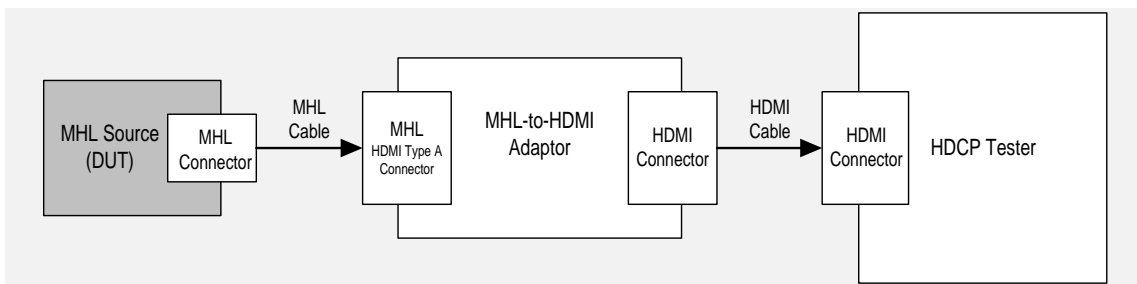 MHL Source
(DUT)
MHL
Connector
MHL
Cable
MHL
HDMI Type A
Connector
MHL-to-HDMI
Adaptor
HDMI
Connector
HDMI
Cable
HDMI
Connector
HDCP Tester